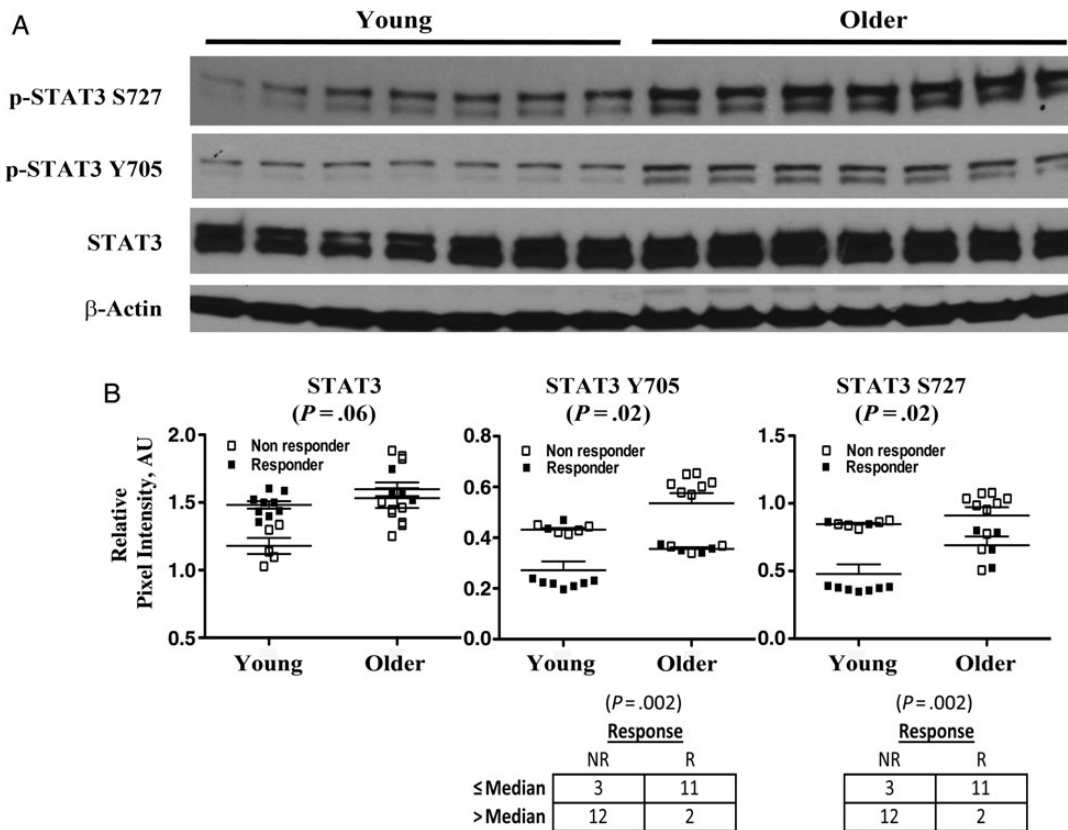 A
Young Older
p-STAT3 S727
p-STAT3 Y705
STAT3
β-Actin
B
STAT3
(P = .06)
STAT3 Y705
(P = .02)
STAT3 S727
(P = .02)
Relative
Pixel Intensity, AU
2.0
1.5
1.0
0.5
Non responder
Responder
Young Older
0.8
0.6
0.4
0.2
0.0
Non responder
Responder
Young Older
1.5
1.0
0.5
0.0
Non responder
Responder
Young Older
(P = .002)
Response
NR R
≤ Median 3 11
> Median 12 2
(P = .002)
Response
NR R
3 11
12 2